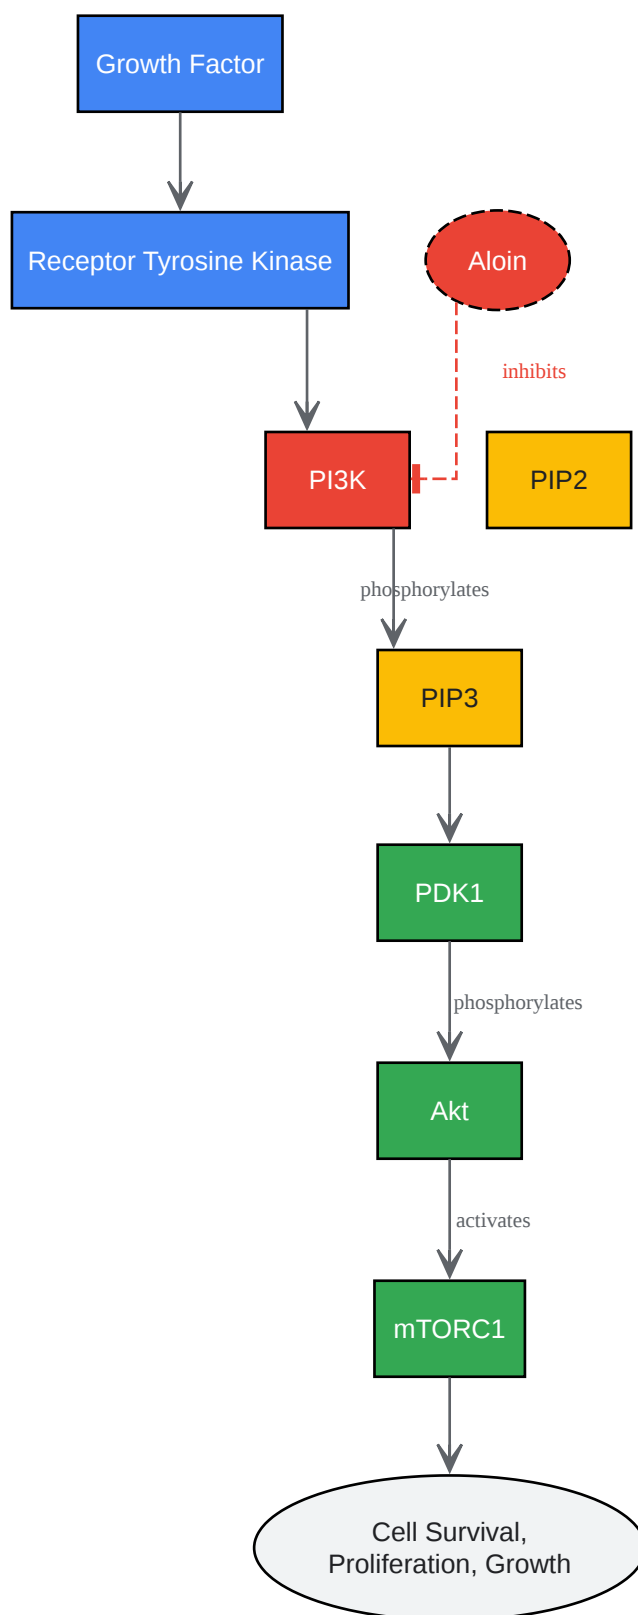 Growth Factor
Receptor Tyrosine Kinase
Aloin
inhibits
PI3K
PIP2
phosphorylates
PIP3
PDK1
phosphorylates
Akt
activates
mTORC1
Cell Survival,
Proliferation, Growth